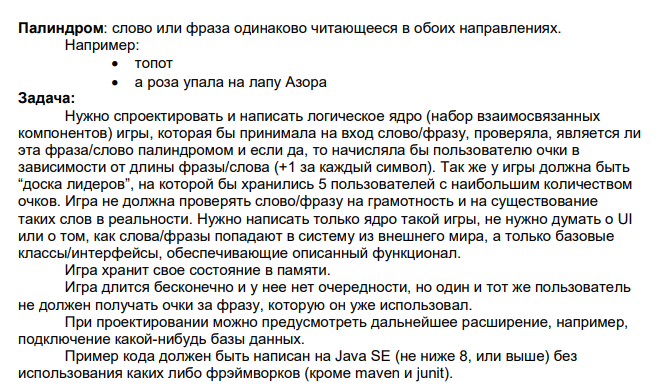 Палиндром: слово или фраза одинаково читающееся в обоих направлениях.
Например:
• топот
• а роза упала на лапу Азора
Задача:
Нужно спроектировать и написать логическое ядро (набор взаимосвязанных
компонентов) игры, которая бы принимала на вход слово/фразу, проверяла, является ли
эта фраза/слово палиндромом и если да, то начисляла бы пользователю очки в
зависимости от длины фразы/слова (+1 за каждый символ). Так же у игры должна быть
“доска лидеров”, на которой бы хранились 5 пользователей с наибольшим количеством
очков. Игра не должна проверять слово/фразу на грамотность и на существование
таких слов в реальности. Нужно написать только ядро такой игры, не нужно думать о UI
или о том, как слова/фразы попадают в систему из внешнего мира, а только базовые
классы/интерфейсы, обеспечивающие описанный функционал.
Игра хранит свое состояние в памяти.
Игра длится бесконечно и у нее нет очередности, но один и тот же пользователь
не должен получать очки за фразу, которую он уже использовал.
При проектировании можно предусмотреть дальнейшее расширение, например,
подключение какой-нибудь базы данных.
Пример кода должен быть написан на Java SE (не ниже 8, или выше) без
использования каких либо фрэймворков (кроме maven и junit).